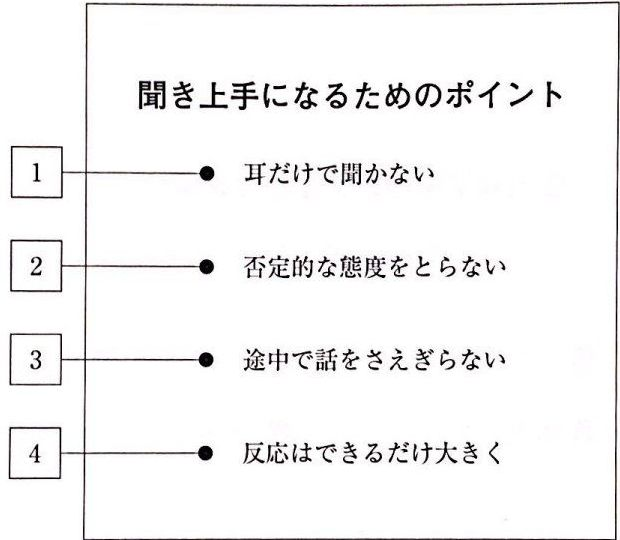 聞き上手になるためのポイント
1 ● 耳だけで聞かない
2 ● 否定的な態度をとらない
3 ● 途中で話をさえぎらない
4 ● 反応はできるだけ大きく